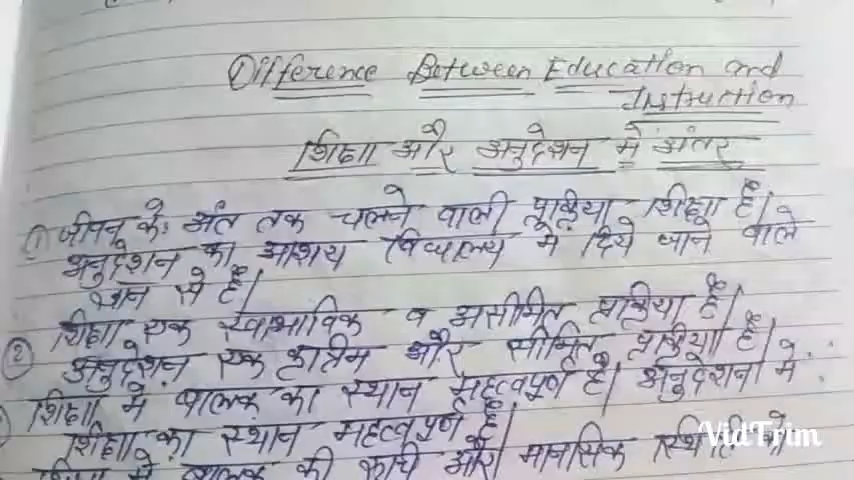 Difference Between Education and
Instruction
शिक्षा और अनुदेशन में अंतर
① जीवन के अंत तक चलने वाली प्रक्रिया शिक्षा है।
अनुदेशन का आशय विद्यालय में दिये जाने वाले
ज्ञान से है।
② शिक्षा एक स्वाभाविक व असीमित प्रक्रिया है।
अनुदेशन एक कृत्रिम और सीमित प्रक्रिया है।
शिक्षा में बालक का स्थान महत्वपूर्ण है। अनुदेशन में
शिक्षा का स्थान महत्वपूर्ण है।
में बालक की रूचि और मानसिक स्थिति को
VidTrim